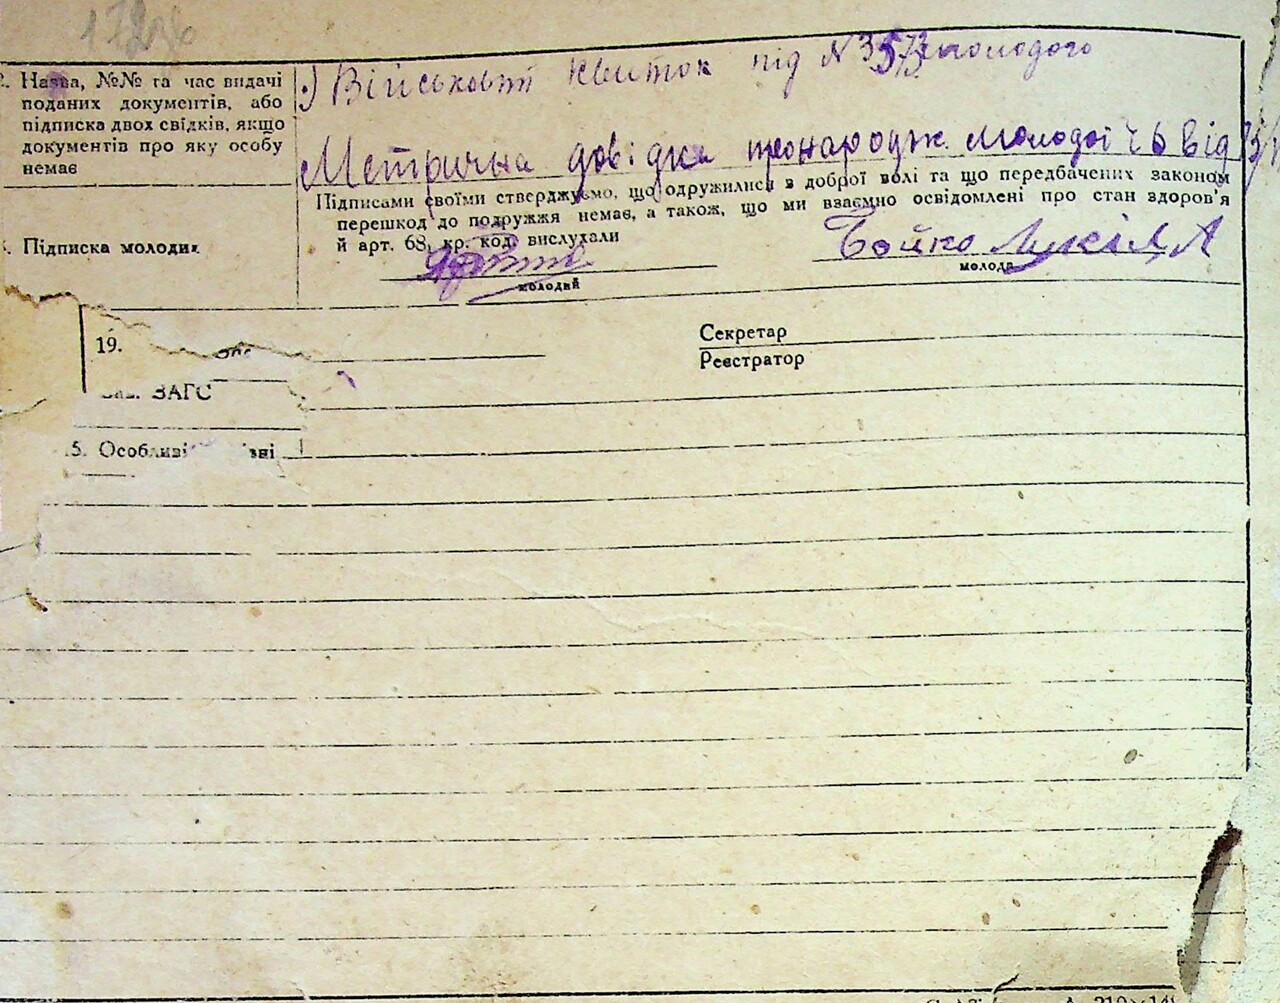 2. Назва, №№ та час видачі
поданих документів, або
підписка двох свідків, якщо
документів про яку особу
немає
1) Військовий квиток під N 3573 молодого
Метрична довідка про народж. молодої ч 6 від
Підписами своїми стверджуємо, що одружилися з доброї волі та що передбачених законом
перешкод до подружжя немає, а також, що ми взаємно освідомлені про стан здоров'я
й арт. 68, кр. код. вислухали
Підписка молодих
Бойко
молодий
молода
19.
Секретар
Реєстратор
ЗАГС
5. Особливі